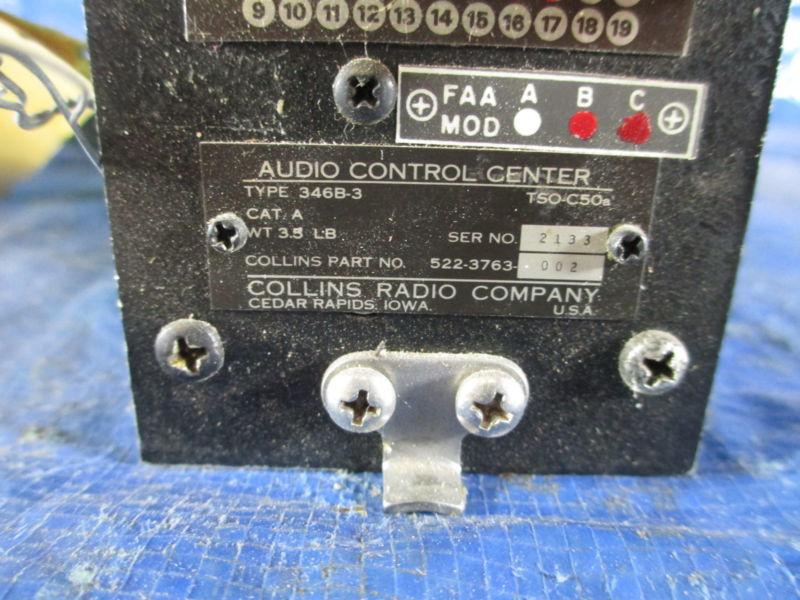 9 10 11 12 13 14 15 16 17 18 19
FAA A B C
MOD
AUDIO CONTROL CENTER
TYPE 346B-3 TSO-C50a
CAT. A
WT 3.5 LB SER NO. 2133
COLLINS PART NO. 522-3763-002
COLLINS RADIO COMPANY
CEDAR RAPIDS, IOWA. U.S.A.